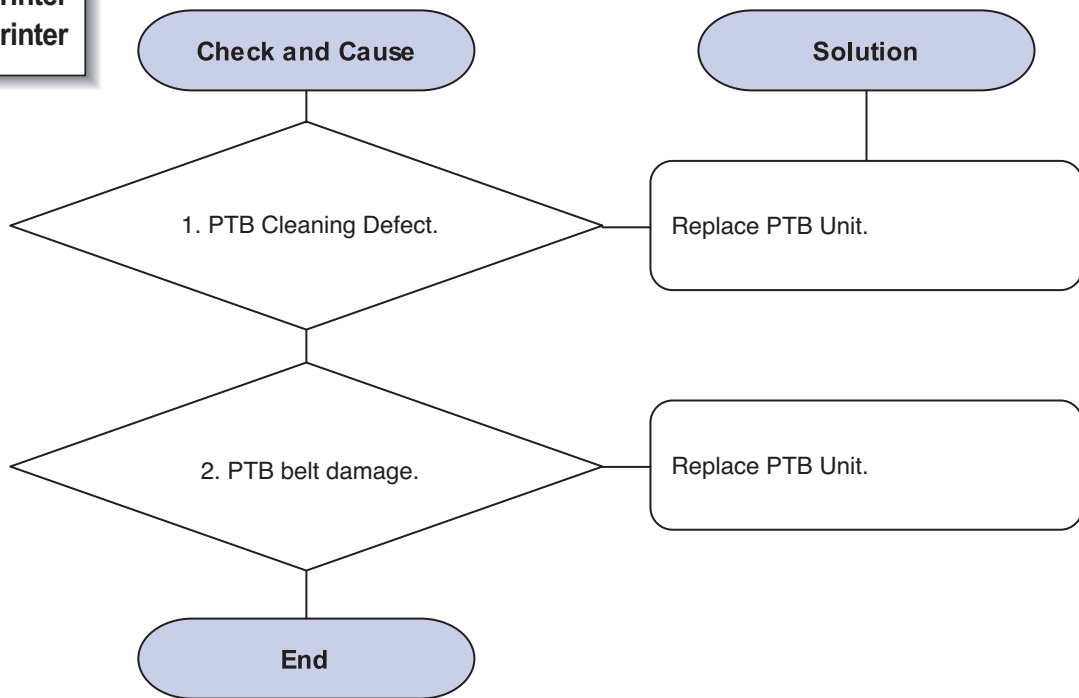 rinter
rinter
Check and Cause
Solution
1. PTB Cleaning Defect.
Replace PTB Unit.
2. PTB belt damage.
Replace PTB Unit.
End